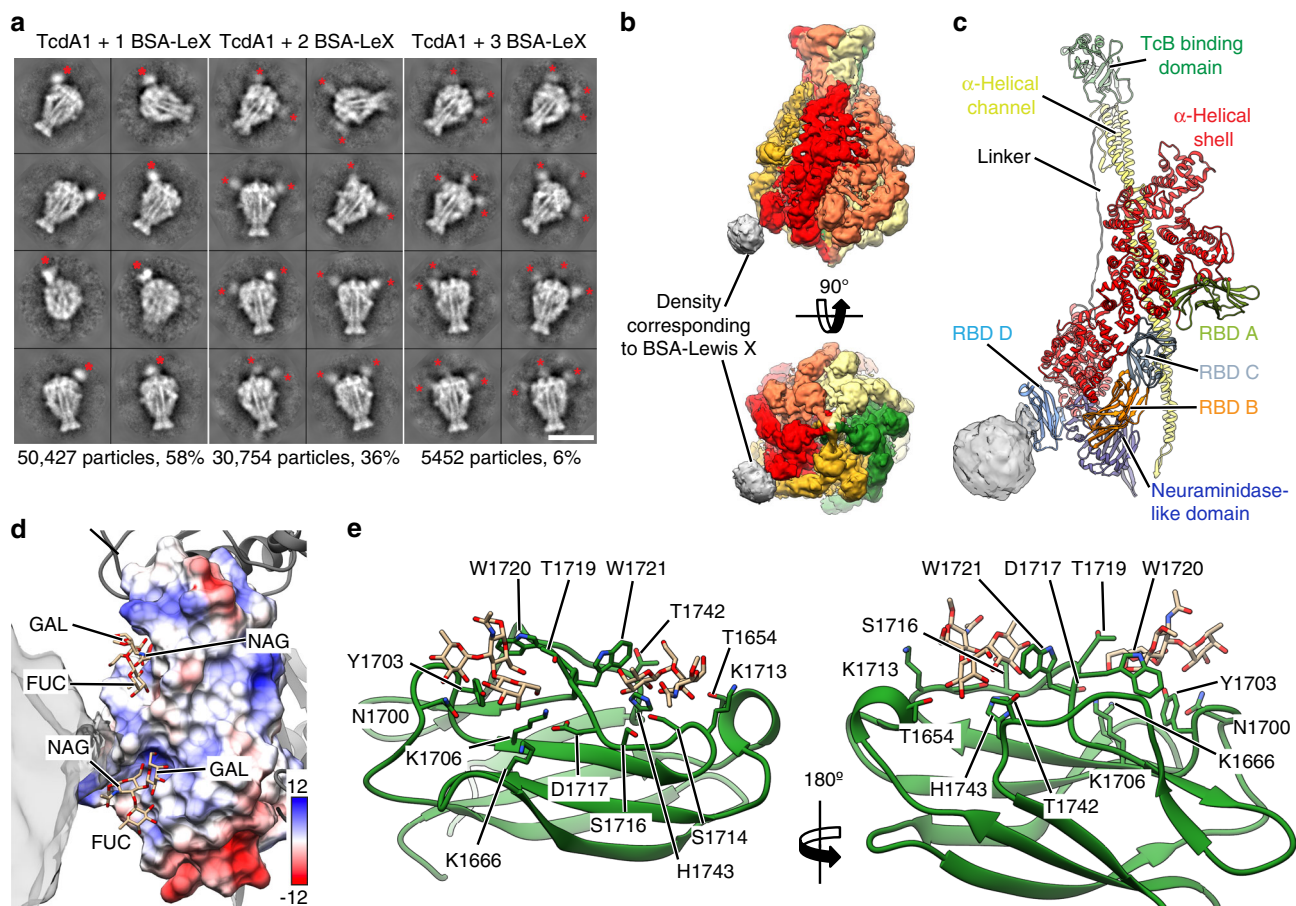 a
TcdA1 + 1 BSA-LeX TcdA1 + 2 BSA-LeX TcdA1 + 3 BSA-LeX
50,427 particles, 58% 30,754 particles, 36% 5452 particles, 6%
b
Density
corresponding
to BSA-Lewis X
90°
c
TcB binding
domain
α-Helical
channel
α-Helical
shell
Linker
RBD A
RBD D
RBD C
RBD B
Neuraminidase-
like domain
d
GAL
NAG
FUC
NAG
GAL
FUC
12
-12
e
W1720 T1719 W1721
T1742
T1654
K1713
Y1703
N1700
K1706
D1717
S1716
S1714
K1666
H1743
180º
W1721 D1717 T1719 W1720
S1716
K1713
Y1703
N1700
T1654
K1666
H1743
K1706
T1742